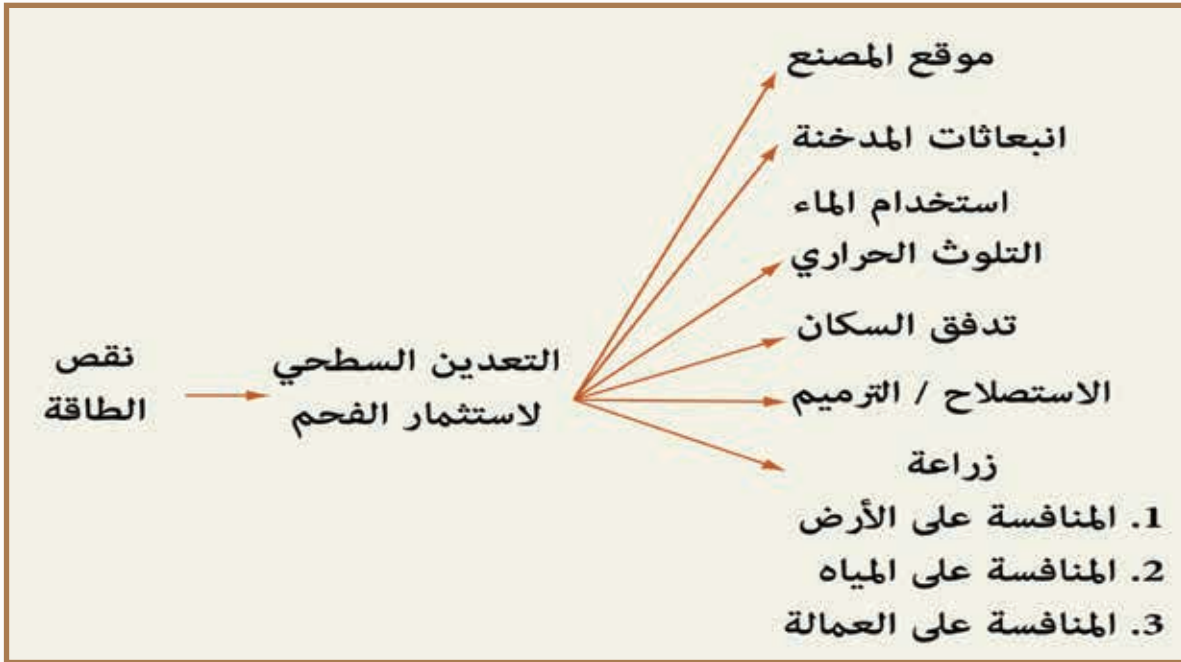 موقع المصنع
انبعاثات المدخنة
استخدام الماء
التلوث الحراري
تدفق السكان
الاستصلاح / الترميم
زراعة
1. المنافسة على الأرض
2. المنافسة على المياه
3. المنافسة على العمالة
التعدين السطحي
لاستثمار الفحم
نقص
الطاقة